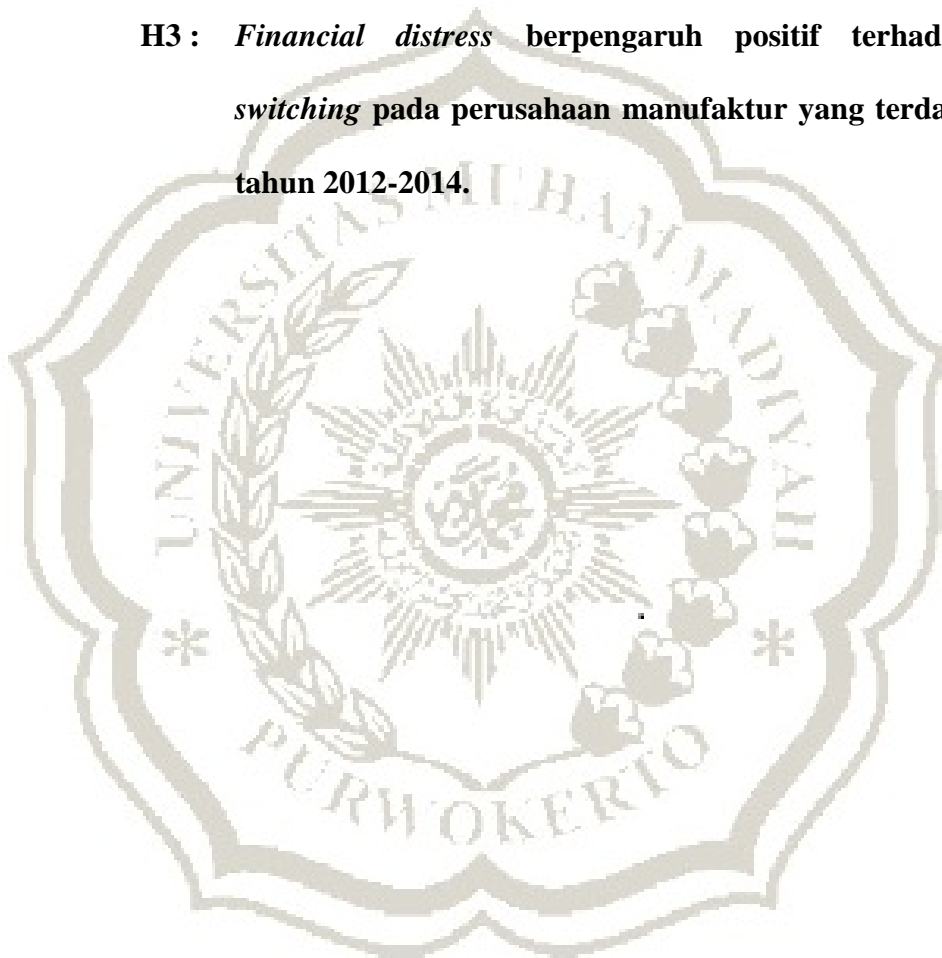 H3 : Financial distress berpengaruh positif terhad
switching pada perusahaan manufaktur yang terda
tahun 2012-2014.
UNIVERSITAS MUHAMMADIYAH
PURWOKERTO